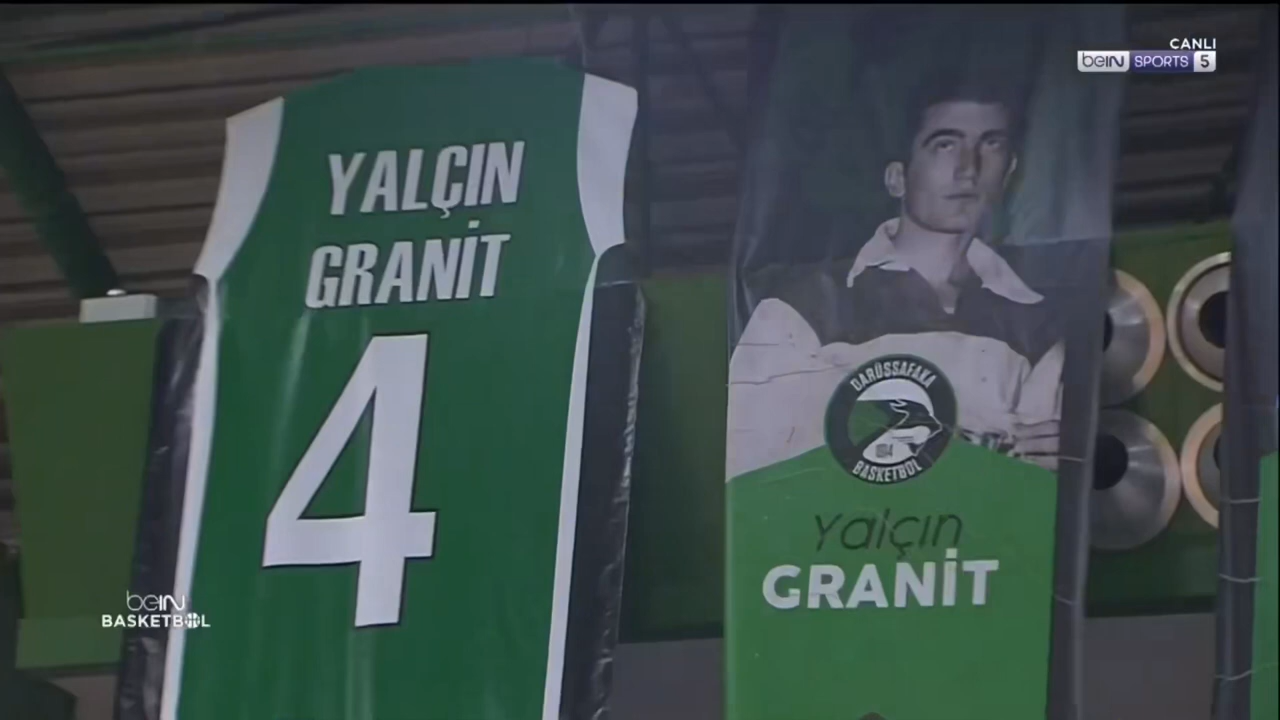 CANLI
beIN SPORTS 5
YALÇIN
GRANİT
4
DARÜŞŞAFAKA
1914
BASKETBOL
Yalçın
GRANİT
beIN
BASKETBOL